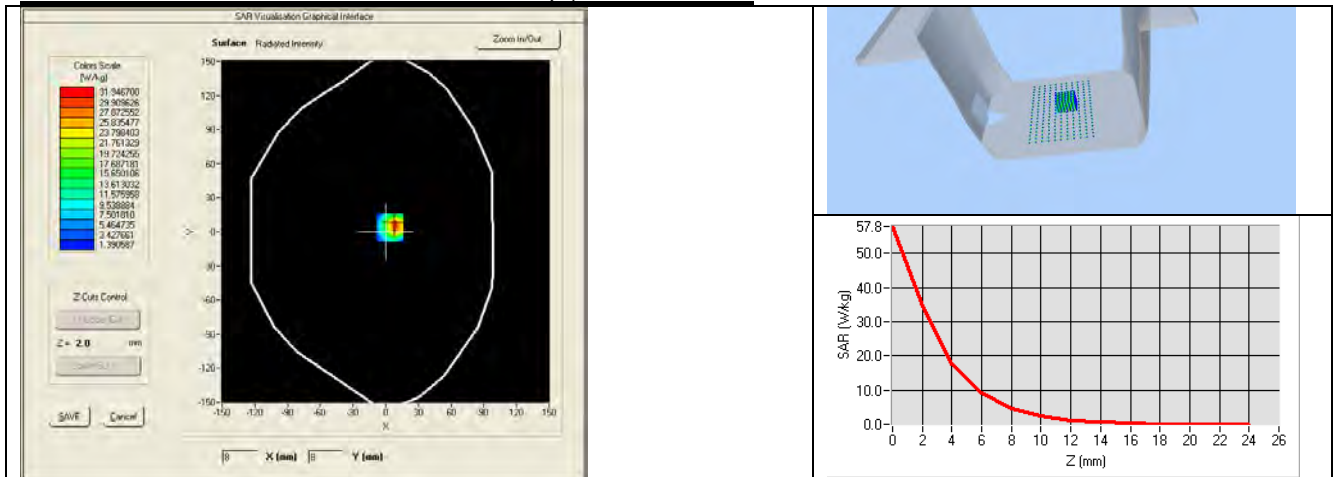 SAR Visualisation Graphical Interface
Surface Radiated Intensity
Zoom In/Out
Colors Scale
[W/kg]
31.946700
29.909626
27.872552
25.835477
23.798403
21.761329
19.724255
17.687181
15.650106
13.613032
11.575958
9.538884
7.501810
5.464735
3.427661
1.390587
150-
120-
90-
60-
30-
0-
-30-
-60-
-90-
-120-
-150-
Y
-150 -120 -90 -60 -30 0 30 60 90 120 150
X
Z Cuts Control
Z = 2.0 mm
SAVE Cancel
8 X (mm) 8 Y (mm)
57.8-
50.0-
40.0-
30.0-
20.0-
10.0-
0.0-
SAR (W/kg)
0 2 4 6 8 10 12 14 16 18 20 22 24 26
Z (mm)